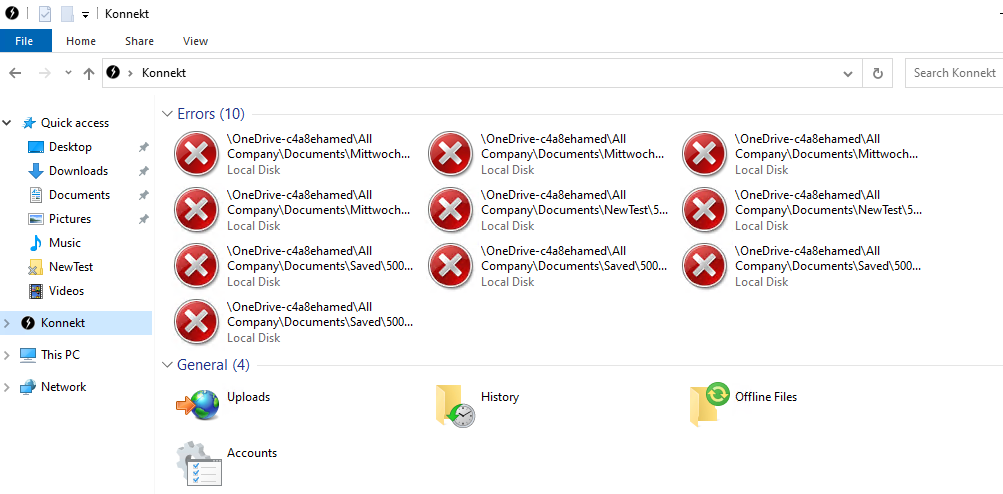 Konnekt
File Home Share View
Konnekt
Search Konnekt
Quick access
Desktop
Downloads
Documents
Pictures
Music
NewTest
Videos
Konnekt
This PC
Network
Errors (10)
\OneDrive-c4a8ehamed\All
Company\Documents\Mittwoch...
Local Disk
\OneDrive-c4a8ehamed\All
Company\Documents\Mittwoch...
Local Disk
\OneDrive-c4a8ehamed\All
Company\Documents\Mittwoch...
Local Disk
\OneDrive-c4a8ehamed\All
Company\Documents\Mittwoch...
Local Disk
\OneDrive-c4a8ehamed\All
Company\Documents\NewTest\5...
Local Disk
\OneDrive-c4a8ehamed\All
Company\Documents\NewTest\5...
Local Disk
\OneDrive-c4a8ehamed\All
Company\Documents\Saved\500...
Local Disk
\OneDrive-c4a8ehamed\All
Company\Documents\Saved\500...
Local Disk
\OneDrive-c4a8ehamed\All
Company\Documents\Saved\500...
Local Disk
\OneDrive-c4a8ehamed\All
Company\Documents\Saved\500...
Local Disk
General (4)
Uploads
History
Offline Files
Accounts